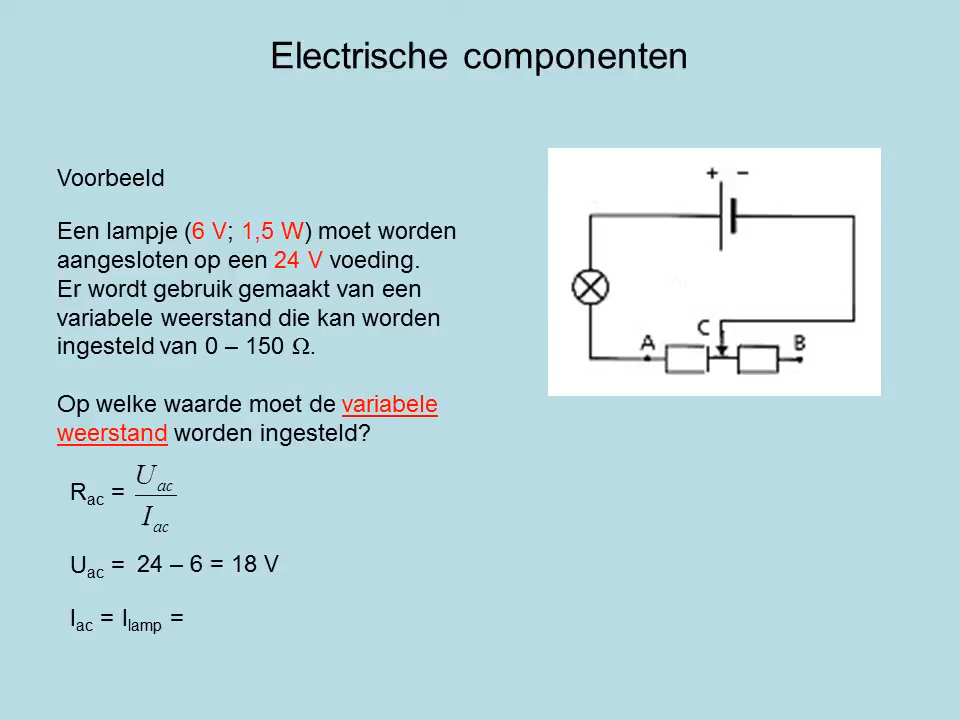 Electrische componenten
Voorbeeld
Een lampje (6 V; 1,5 W) moet worden
aangesloten op een 24 V voeding.
Er wordt gebruik gemaakt van een
variabele weerstand die kan worden
ingesteld van 0 – 150 Ω.
Op welke waarde moet de variabele
weerstand worden ingesteld?
Rac = Uac / Iac
Uac = 24 – 6 = 18 V
Iac = Ilamp =
+ −
C
A B